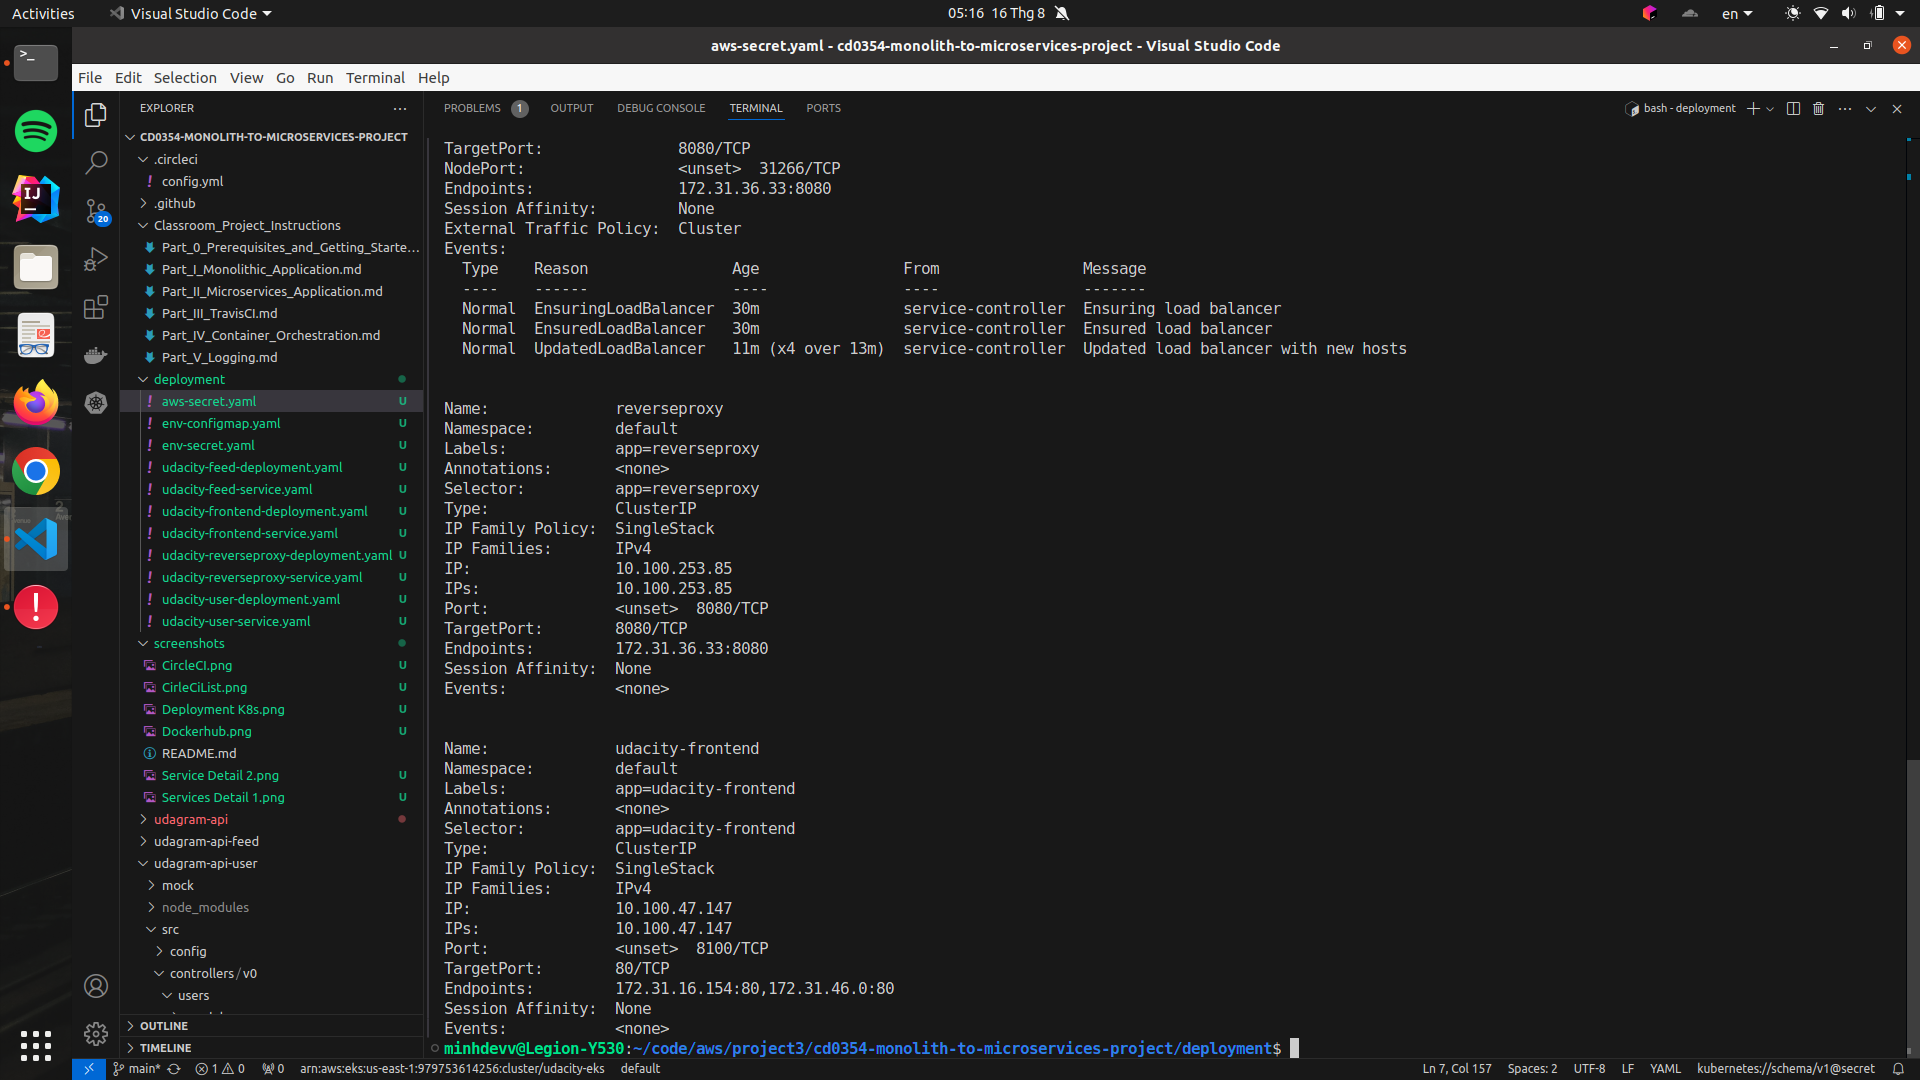 Activities
Visual Studio Code
05:16 16 Thg 8
en
aws-secret.yaml - cd0354-monolith-to-microservices-project - Visual Studio Code
File Edit Selection View Go Run Terminal Help
EXPLORER
CD0354-MONOLITH-TO-MICROSERVICES-PROJECT
.circleci
! config.yml
.github
Classroom_Project_Instructions
Part_0_Prerequisites_and_Getting_Starte...
Part_I_Monolithic_Application.md
Part_II_Microservices_Application.md
Part_III_TravisCI.md
Part_IV_Container_Orchestration.md
Part_V_Logging.md
deployment
! aws-secret.yaml U
! env-configmap.yaml U
! env-secret.yaml U
! udacity-feed-deployment.yaml U
! udacity-feed-service.yaml U
! udacity-frontend-deployment.yaml U
! udacity-frontend-service.yaml U
! udacity-reverseproxy-deployment.yaml U
! udacity-reverseproxy-service.yaml U
! udacity-user-deployment.yaml U
! udacity-user-service.yaml U
screenshots
CircleCI.png U
CirleCiList.png U
Deployment K8s.png U
Dockerhub.png U
README.md
Service Detail 2.png U
Services Detail 1.png U
udagram-api
udagram-api-feed
udagram-api-user
mock
node_modules
src
config
controllers/v0
users
OUTLINE
TIMELINE
20
IJ
PROBLEMS 1 OUTPUT DEBUG CONSOLE TERMINAL PORTS
bash - deployment
TargetPort: 8080/TCP
NodePort: <unset> 31266/TCP
Endpoints: 172.31.36.33:8080
Session Affinity: None
External Traffic Policy: Cluster
Events:
Type Reason Age From Message
---- ------ ---- ---- -------
Normal EnsuringLoadBalancer 30m service-controller Ensuring load balancer
Normal EnsuredLoadBalancer 30m service-controller Ensured load balancer
Normal UpdatedLoadBalancer 11m (x4 over 13m) service-controller Updated load balancer with new hosts
Name: reverseproxy
Namespace: default
Labels: app=reverseproxy
Annotations: <none>
Selector: app=reverseproxy
Type: ClusterIP
IP Family Policy: SingleStack
IP Families: IPv4
IP: 10.100.253.85
IPs: 10.100.253.85
Port: <unset> 8080/TCP
TargetPort: 8080/TCP
Endpoints: 172.31.36.33:8080
Session Affinity: None
Events: <none>
Name: udacity-frontend
Namespace: default
Labels: app=udacity-frontend
Annotations: <none>
Selector: app=udacity-frontend
Type: ClusterIP
IP Family Policy: SingleStack
IP Families: IPv4
IP: 10.100.47.147
IPs: 10.100.47.147
Port: <unset> 8100/TCP
TargetPort: 80/TCP
Endpoints: 172.31.16.154:80,172.31.46.0:80
Session Affinity: None
Events: <none>
minhdevv@Legion-Y530:~/code/aws/project3/cd0354-monolith-to-microservices-project/deployment$
main* 1 0 0 arn:aws:eks:us-east-1:979753614256:cluster/udacity-eks default
Ln 7, Col 157 Spaces: 2 UTF-8 LF YAML kubernetes://schema/v1@secret